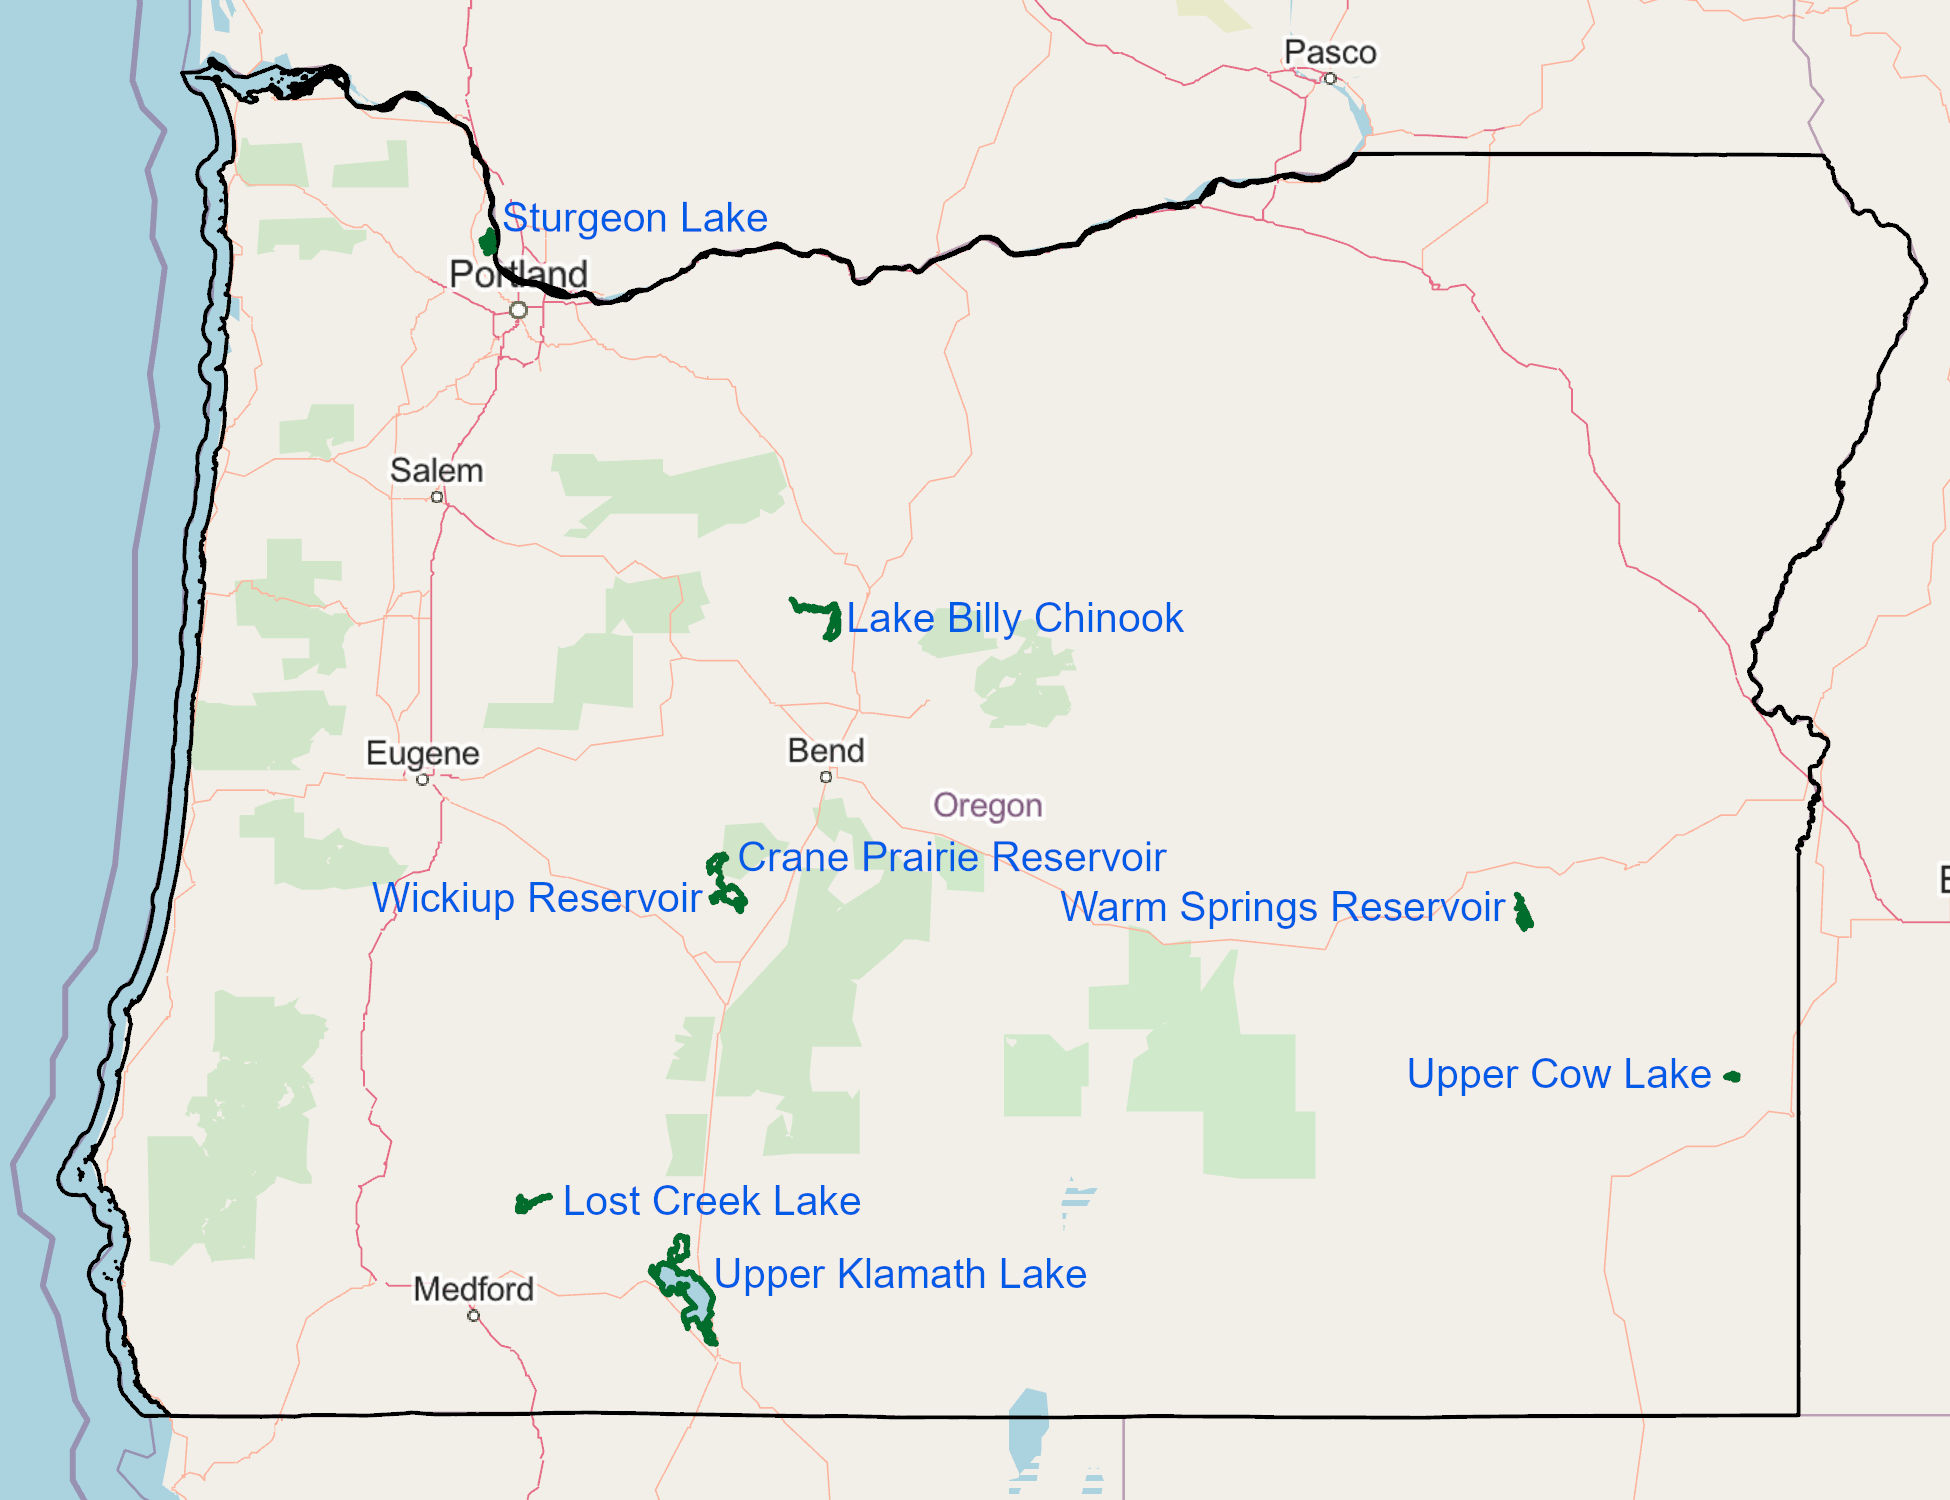 Pasco
Sturgeon Lake
Portland
Salem
Lake Billy Chinook
Eugene
Bend
Oregon
Crane Prairie Reservoir
Wickiup Reservoir
Warm Springs Reservoir
Upper Cow Lake
Lost Creek Lake
Upper Klamath Lake
Medford